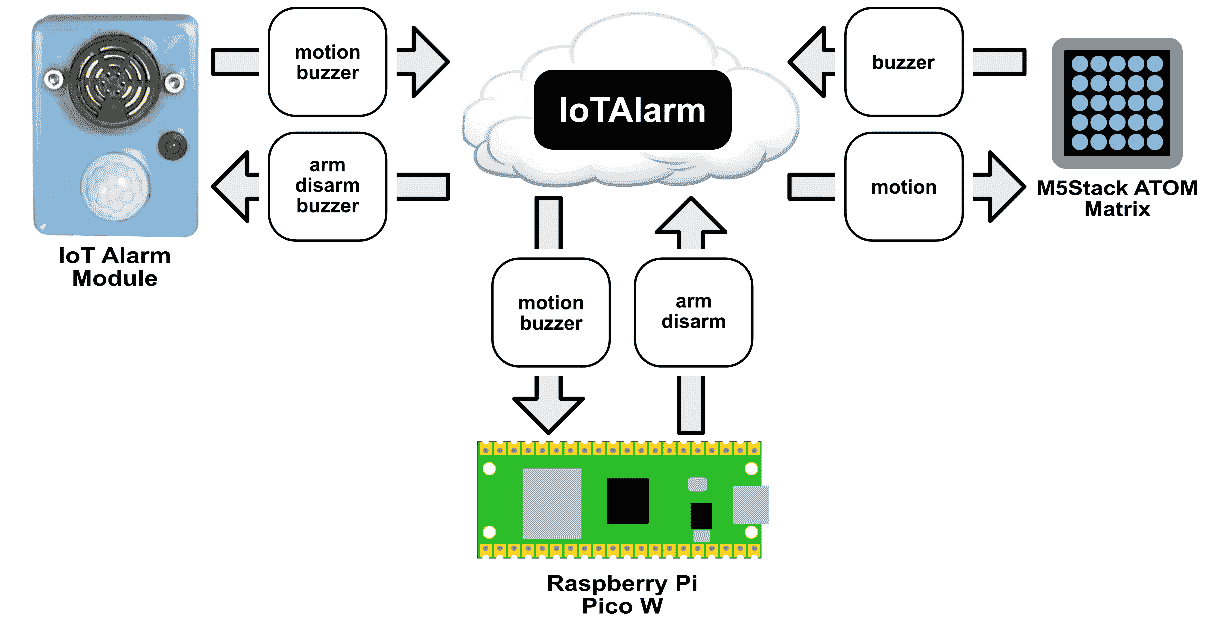 motion
buzzer
IoTAlarm
buzzer
arm
disarm
buzzer
motion
M5Stack ATOM
Matrix
IoT Alarm
Module
motion
buzzer
arm
disarm
Raspberry Pi
Pico W